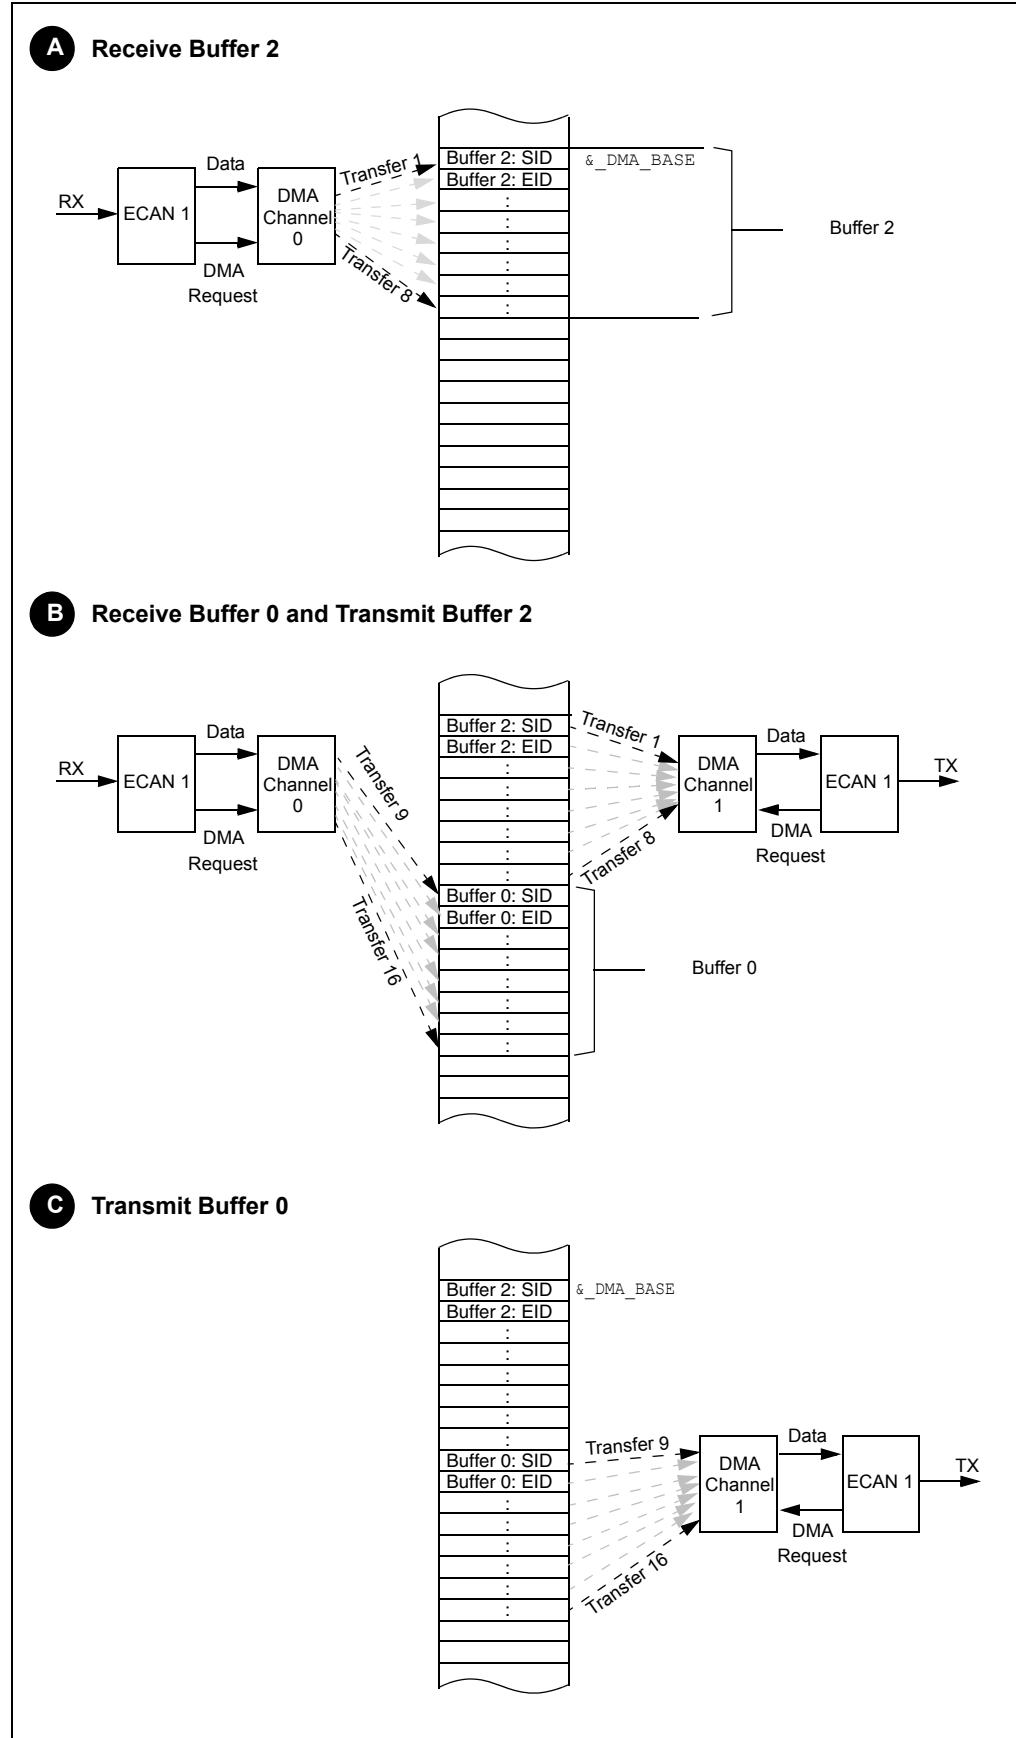 A Receive Buffer 2
Buffer 2: SID
&_DMA_BASE
Buffer 2: EID
:
:
:
:
:
:
Buffer 2
RX
ECAN 1
Data
DMA
Request
DMA
Channel
0
Transfer 1
Transfer 8
B Receive Buffer 0 and Transmit Buffer 2
RX
ECAN 1
Data
DMA
Request
DMA
Channel
0
Transfer 9
Transfer 16
Buffer 2: SID
Buffer 2: EID
:
:
:
:
:
:
Buffer 0: SID
Buffer 0: EID
:
:
:
:
:
:
Buffer 0
Transfer 1
Transfer 8
DMA
Channel
1
Data
DMA
Request
ECAN 1
TX
C Transmit Buffer 0
Buffer 2: SID
&_DMA_BASE
Buffer 2: EID
:
:
:
:
:
:
Buffer 0: SID
Buffer 0: EID
:
:
:
:
:
:
Transfer 9
Transfer 16
DMA
Channel
1
Data
DMA
Request
ECAN 1
TX